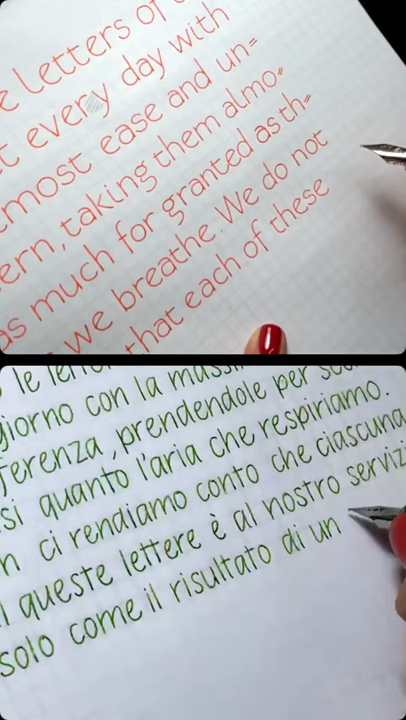 e letters of
t every day with
most ease and un=
ern, taking them almo=
as much for granted as th=
we breathe. We do not
that each of these
le
giorno con la massi
ferenza, prendendole per
si quanto l'aria che respiriamo.
n ci rendiamo conto che ciascuna
i queste lettere è al nostro servizi
solo come il risultato di un